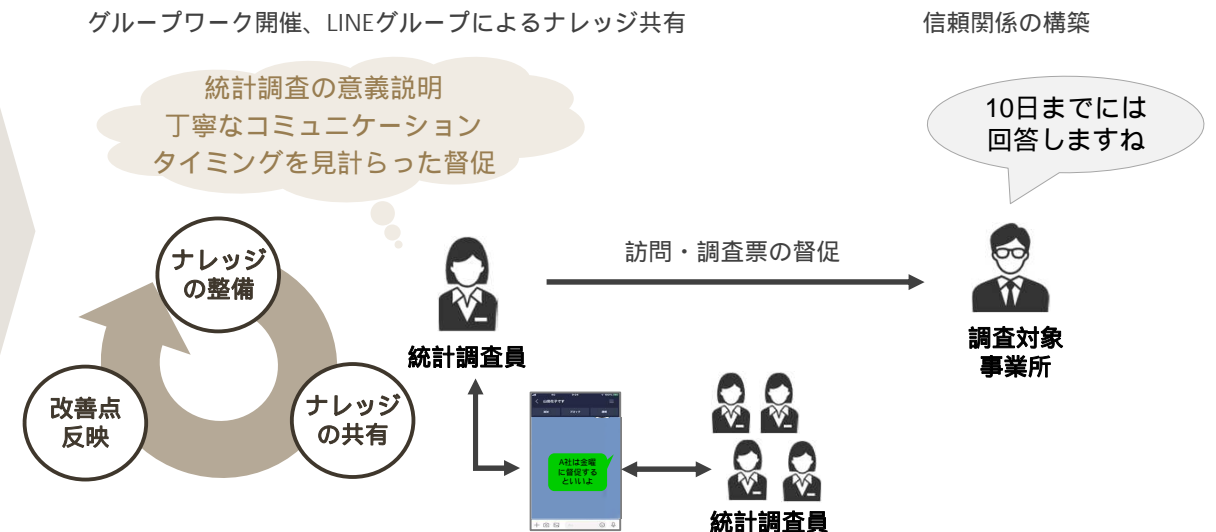 グループワーク開催、LINEグループによるナレッジ共有
信頼関係の構築
統計調査の意義説明
丁寧なコミュニケーション
タイミングを見計らった督促
10日までには
回答しますね
訪問・調査票の督促
ナレッジ
の整備
改善点
反映
ナレッジ
の共有
統計調査員
調査対象
事業所
A社は金曜
に督促する
といいよ
統計調査員